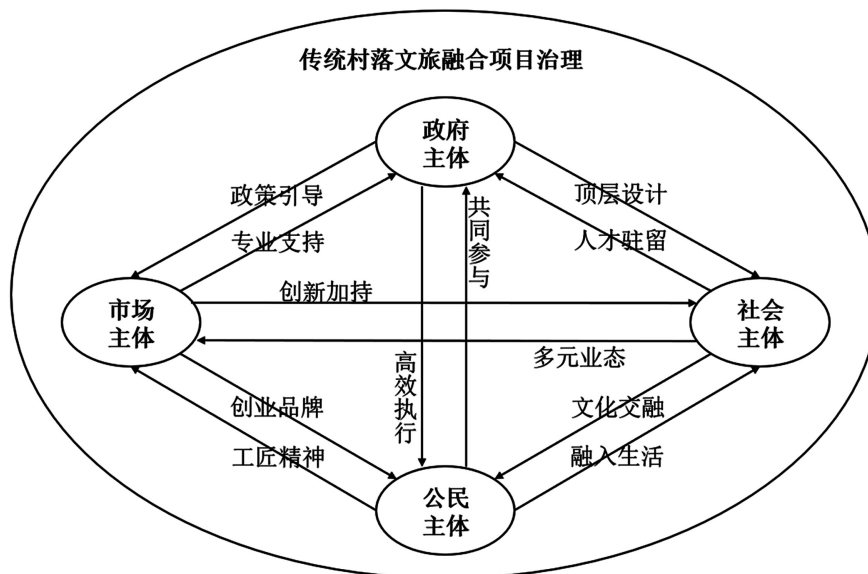 传统村落文旅融合项目治理
政府
主体
政策引导
顶层设计
共同参与
专业支持
人才驻留
市场
主体
创新加持
社会
主体
多元业态
高效执行
创业品牌
文化交融
工匠精神
融入生活
公民
主体